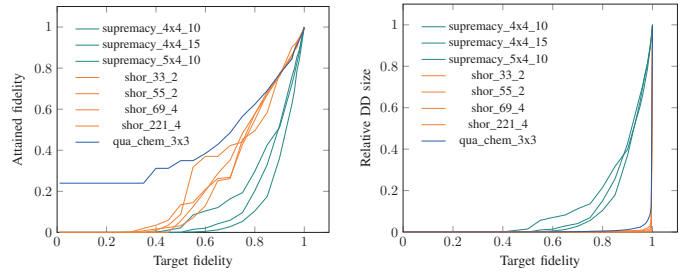 1
0.8
0.6
0.4
0.2
0
Attained fidelity
supremacy_4x4_10
supremacy_4x4_15
supremacy_5x4_10
shor_33_2
shor_55_2
shor_69_4
shor_221_4
qua_chem_3x3
0 0.2 0.4 0.6 0.8 1
Target fidelity
1
0.8
0.6
0.4
0.2
0
Relative DD size
supremacy_4x4_10
supremacy_4x4_15
supremacy_5x4_10
shor_33_2
shor_55_2
shor_69_4
shor_221_4
qua_chem_3x3
0 0.2 0.4 0.6 0.8 1
Target fidelity